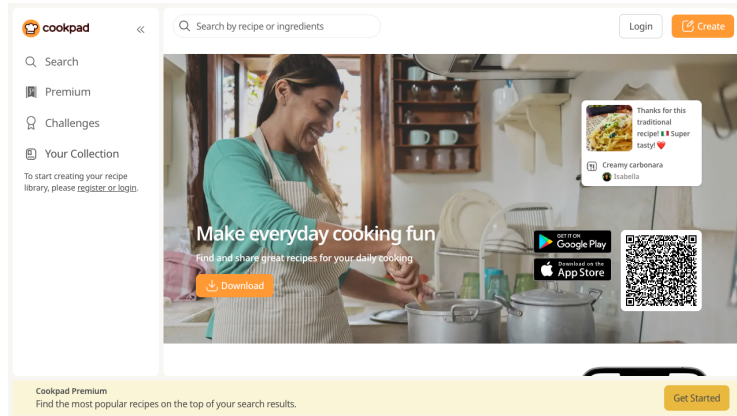 cookpad
«
Search by recipe or ingredients
Login
Create
Search
Premium
Challenges
Your Collection
To start creating your recipe
library, please register or login.
Thanks for this
traditional
recipe! 🇮🇹 Super
tasty! ❤️
Creamy carbonara
Isabella
Make everyday cooking fun
Find and share great recipes for your daily cooking
Download
GET IT ON
Google Play
Download on the
App Store
Cookpad Premium
Find the most popular recipes on the top of your search results.
Get Started